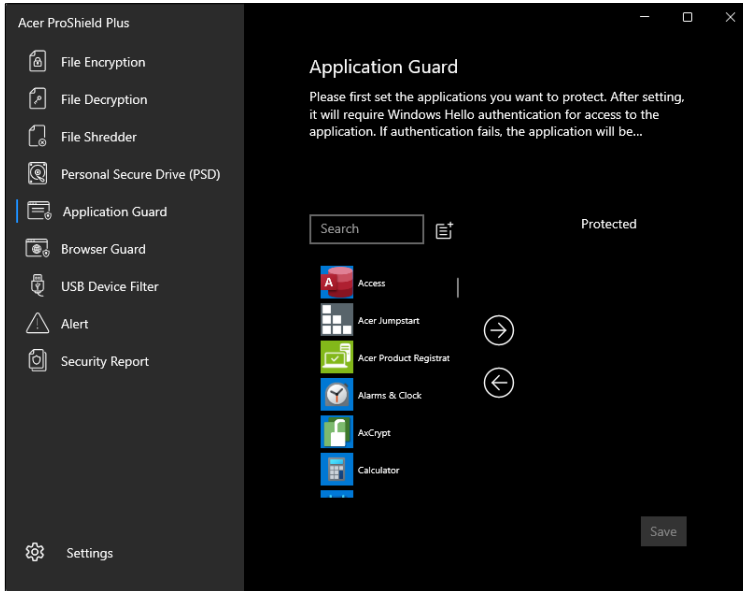 Acer ProShield Plus
File Encryption
File Decryption
File Shredder
Personal Secure Drive (PSD)
Application Guard
Browser Guard
USB Device Filter
Alert
Security Report
Settings
Application Guard
Please first set the applications you want to protect. After setting,
it will require Windows Hello authentication for access to the
application. If authentication fails, the application will be...
Search
Protected
A
Access
Acer Jumpstart
Acer Product Registrat
Alarms & Clock
AxCrypt
Calculator
Save